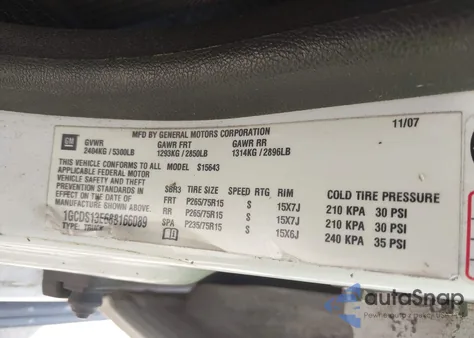 11/07
MFD BY GENERAL MOTORS CORPORATION
GM
GVWR GAWR FRT GAWR RR
2404KG / 5300LB 1293KG / 2850LB 1314KG / 2896LB
THIS VEHICLE CONFORMS TO ALL MODEL S15643
APPLICABLE FEDERAL MOTOR
VEHICLE SAFETY AND THEFT
PREVENTION STANDARDS IN
EFFECT ON THE DATE OF
MANUFACTURE SHOWN ABOVE.
TYPE: TRUCK
TIRE SIZE SPEED RTG RIM COLD TIRE PRESSURE
FRT P265/75R15 S 15X7J 210 KPA 30 PSI
RR P265/75R15 S 15X7J 210 KPA 30 PSI
SPA P235/75R15 S 15X6J 240 KPA 35 PSI
autoSnap